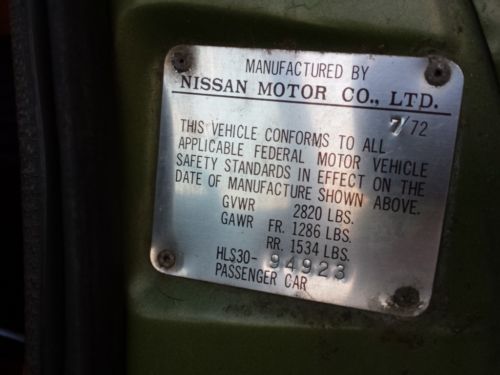 MANUFACTURED BY
NISSAN MOTOR CO., LTD.
7/72
THIS VEHICLE CONFORMS TO ALL
APPLICABLE FEDERAL MOTOR VEHICLE
SAFETY STANDARDS IN EFFECT ON THE
DATE OF MANUFACTURE SHOWN ABOVE.
GVWR 2820 LBS.
GAWR FR. 1286 LBS.
RR. 1534 LBS.
HLS30-94923
PASSENGER CAR